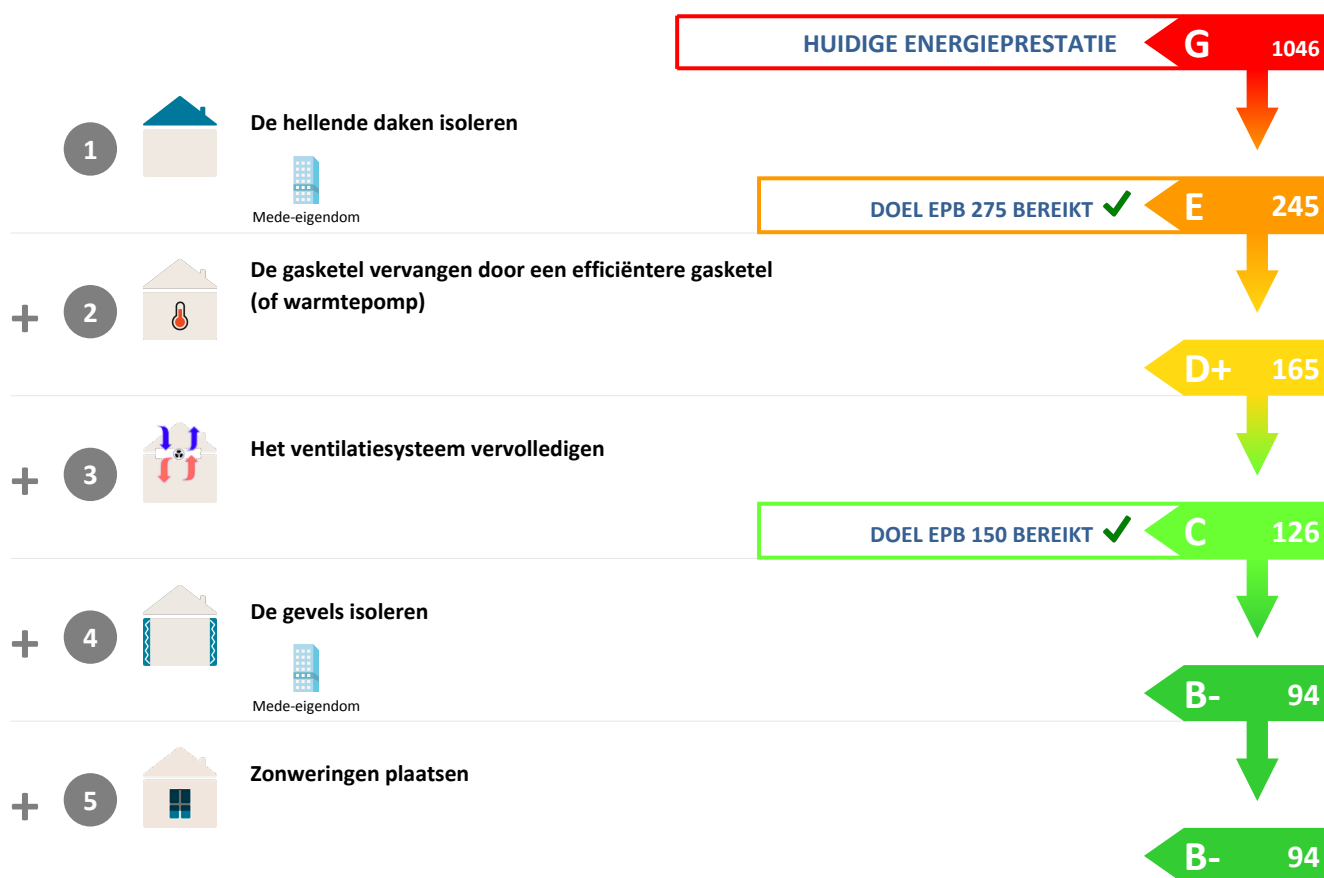 HUIDIGE ENERGIEPRESTATIE
G 1046
1
De hellende daken isoleren
Mede-eigendom
DOEL EPB 275 BEREIKT
E 245
+ 2
De gasketel vervangen door een efficiëntere gasketel
(of warmtepomp)
D+ 165
+ 3
Het ventilatiesysteem vervolledigen
DOEL EPB 150 BEREIKT
C 126
+ 4
De gevels isoleren
Mede-eigendom
B- 94
+ 5
Zonweringen plaatsen
B- 94